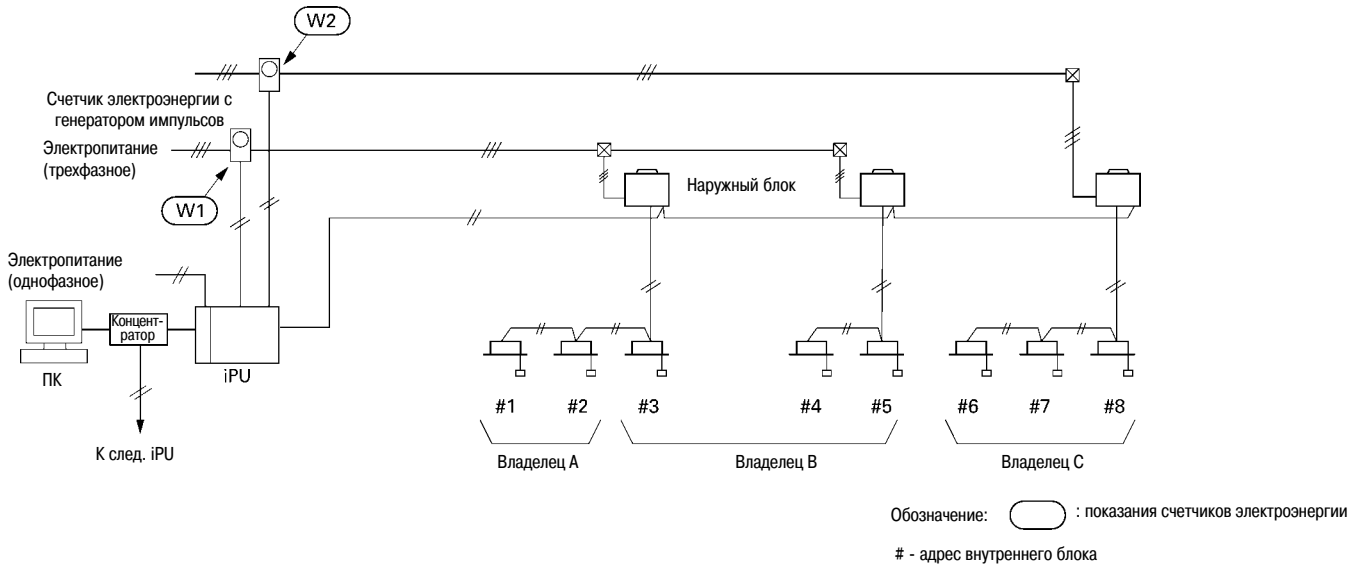 W2
Счетчик электроэнергии с
генератором импульсов
Электропитание
(трехфазное)
W1
Наружный блок
Электропитание
(однофазное)
Концент-
ратор
ПК
iPU
К след. iPU
#1 #2 #3 #4 #5 #6 #7 #8
Владелец A Владелец B Владелец C
Обозначение: : показания счетчиков электроэнергии
# - адрес внутреннего блока